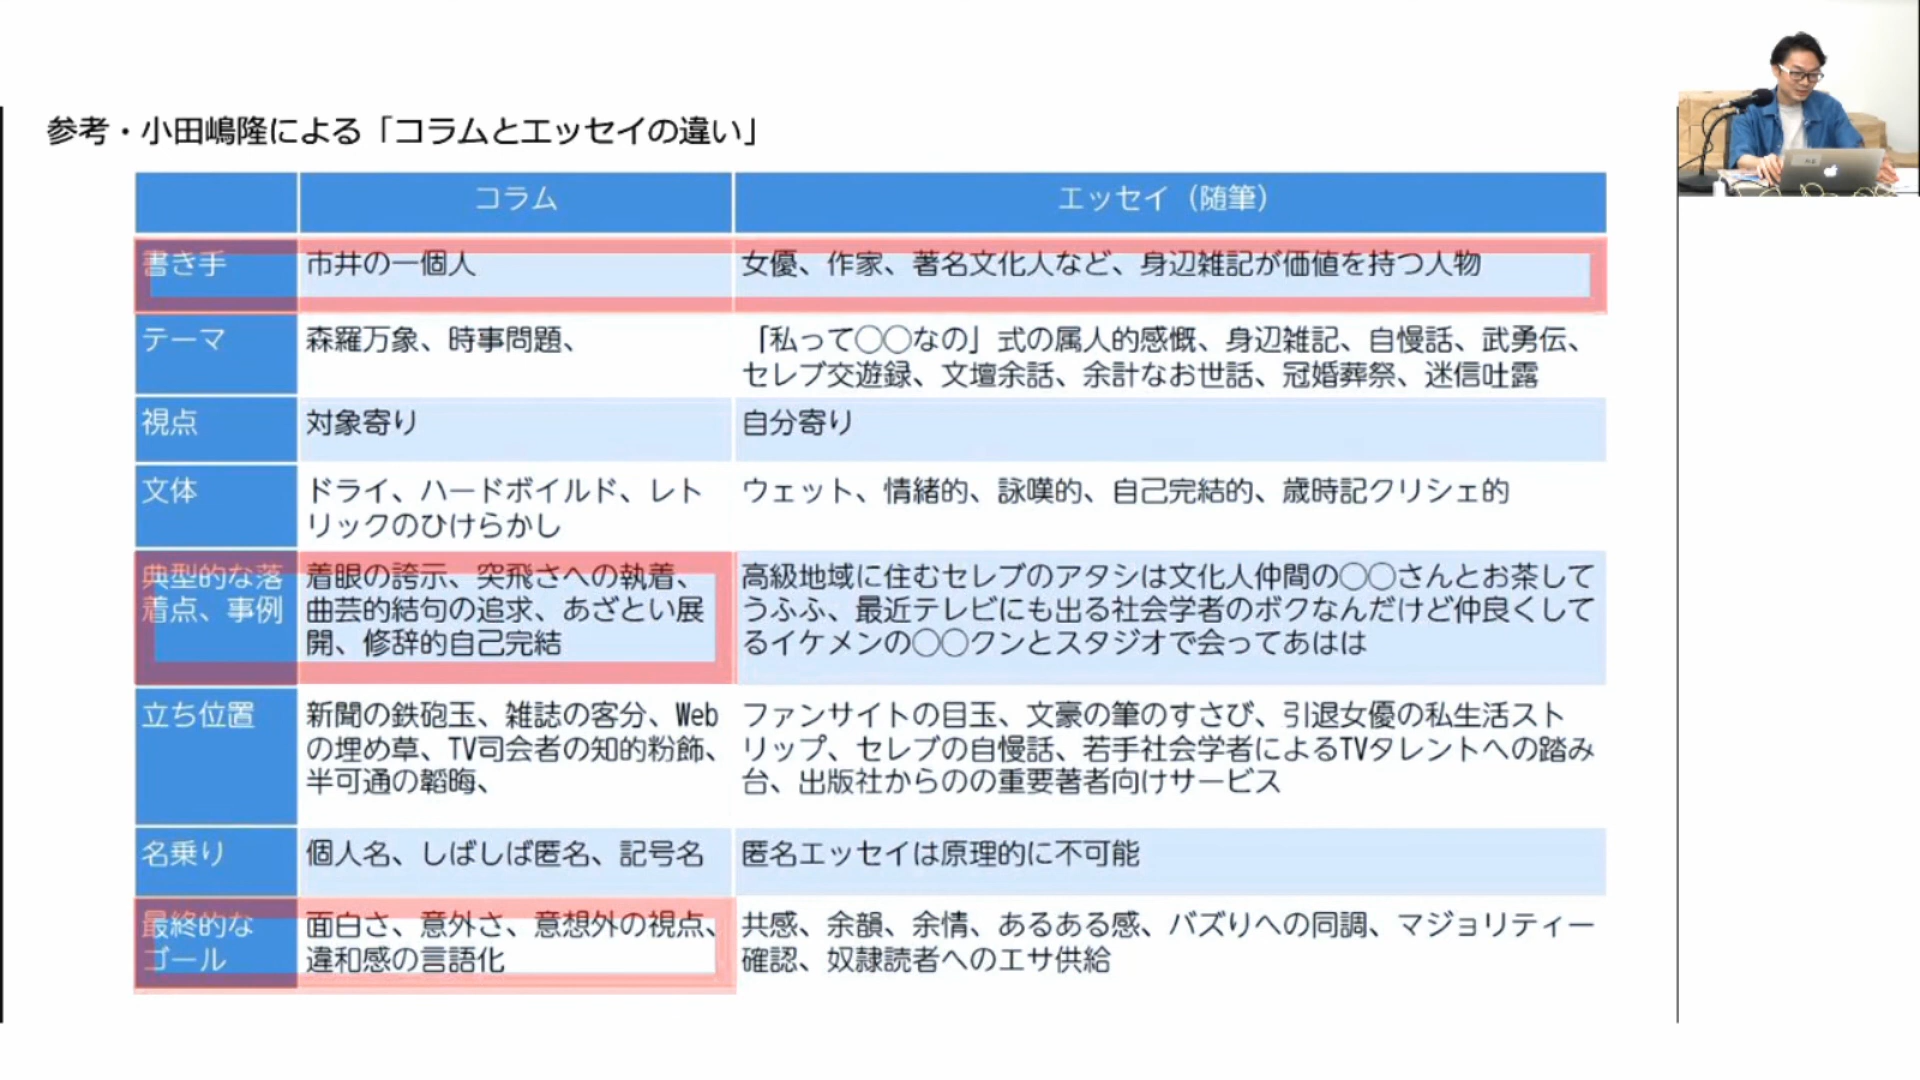 参考・小田嶋隆による「コラムとエッセイの違い」
コラム
エッセイ（随筆）
書き手
市井の一個人
女優、作家、著名文化人など、身辺雑記が価値を持つ人物
テーマ
森羅万象、時事問題、
「私って〇〇なの」式の属人的感慨、身辺雑記、自慢話、武勇伝、
セレブ交遊録、文壇余話、余計なお世話、冠婚葬祭、迷信吐露
視点
対象寄り
自分寄り
文体
ドライ、ハードボイルド、レト
リックのひけらかし
ウェット、情緒的、詠嘆的、自己完結的、歳時記クリシェ的
典型的な落
着点、事例
着眼の誇示、突飛さへの執着、
曲芸的結句の追求、あざとい展
開、修辞的自己完結
高級地域に住むセレブのアタシは文化人仲間の〇〇さんとお茶して
うふふ、最近テレビにも出る社会学者のボクなんだけど仲良くして
るイケメンの〇〇クンとスタジオで会ってあはは
立ち位置
新聞の鉄砲玉、雑誌の客分、Web
の埋め草、TV司会者の知的粉飾、
半可通の韜晦、
ファンサイトの目玉、文豪の筆のすさび、引退女優の私生活スト
リップ、セレブの自慢話、若手社会学者によるTVタレントへの踏み
台、出版社からのの重要著者向けサービス
名乗り
個人名、しばしば匿名、記号名
匿名エッセイは原理的に不可能
最終的な
ゴール
面白さ、意外さ、意想外の視点、
違和感の言語化
共感、余韻、余情、あるある感、バズりへの同調、マジョリティー
確認、奴隷読者へのエサ供給